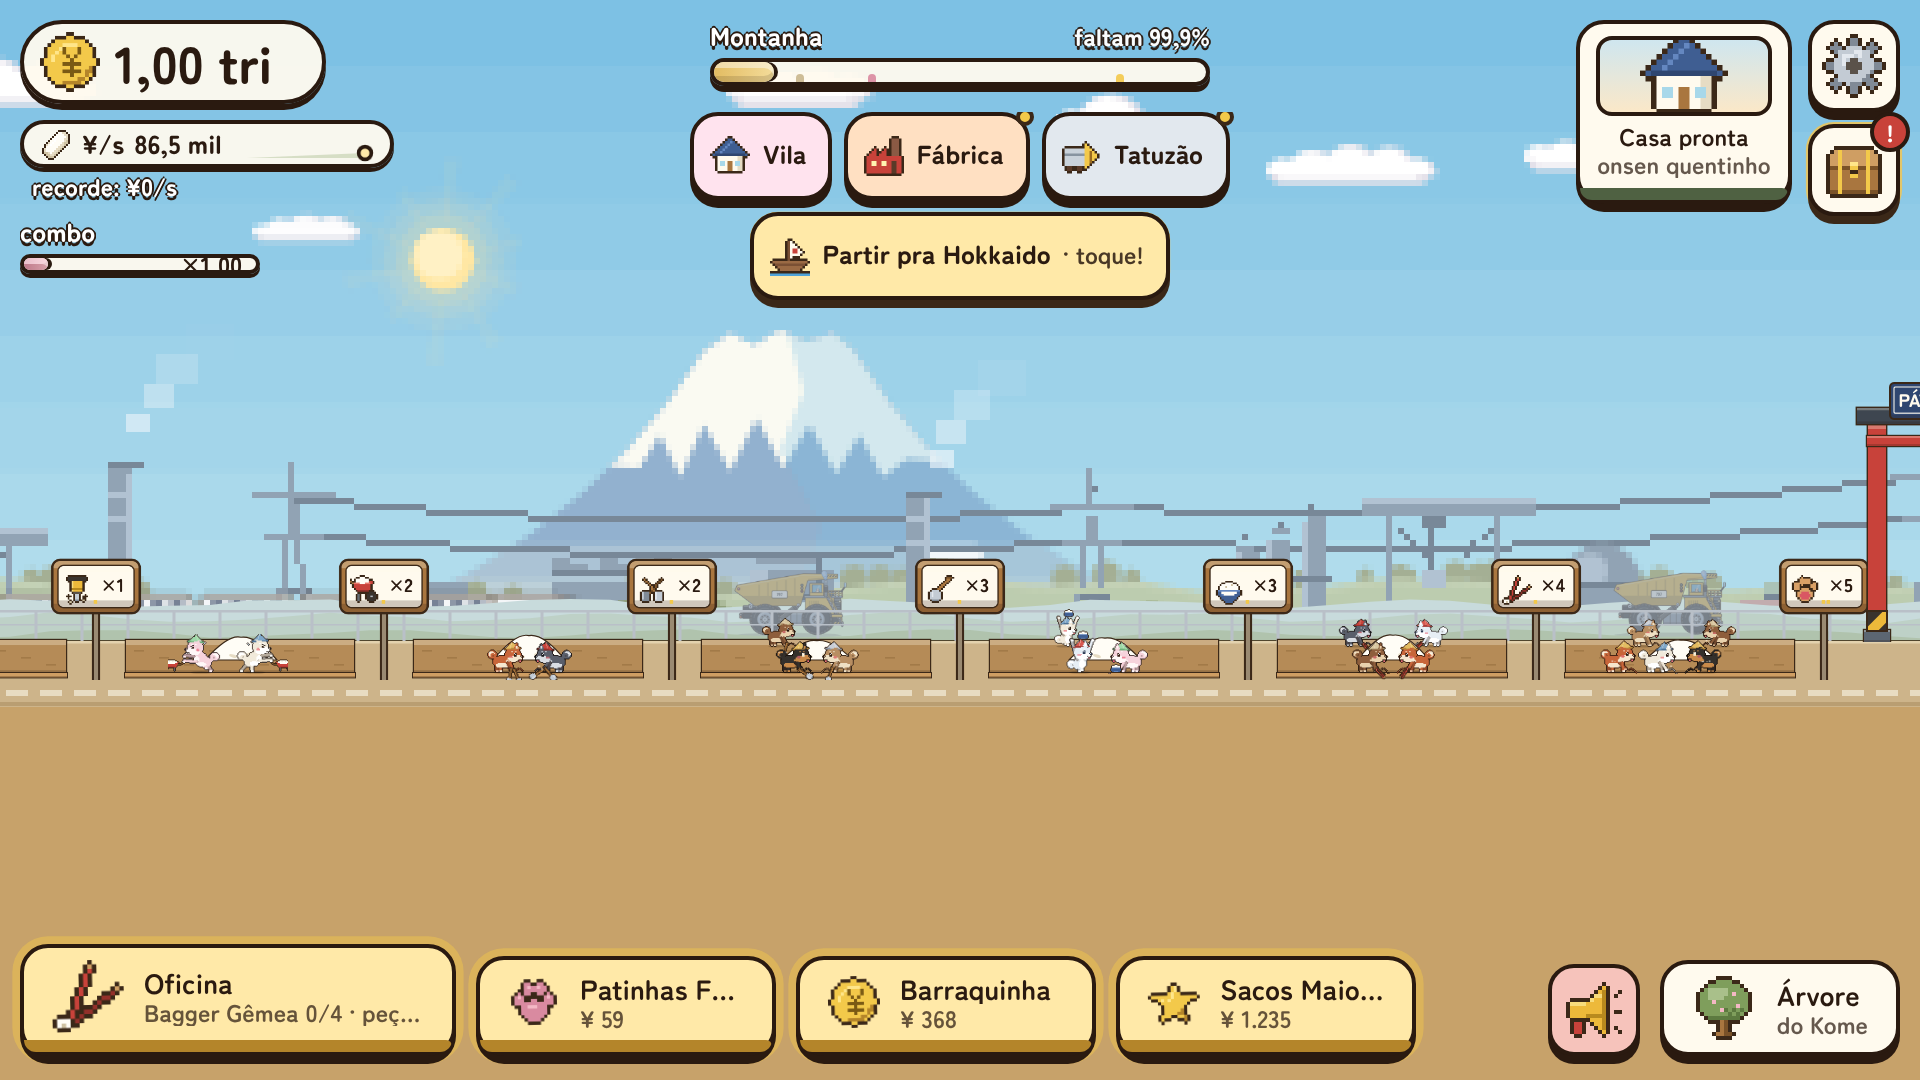 1,00 tri
¥/s 86,5 mil
recorde: ¥0/s
combo
×1,00
Montanha
faltam 99,9%
Vila
Fábrica
Tatuzão
Partir pra Hokkaido · toque!
Casa pronta
onsen quentinho
!
×1
×2
×2
×3
×3
×4
×5
Oficina
Bagger Gêmea 0/4 · peç...
Patinhas F...
¥ 59
Barraquinha
¥ 368
Sacos Maio...
¥ 1.235
Árvore
do Kome